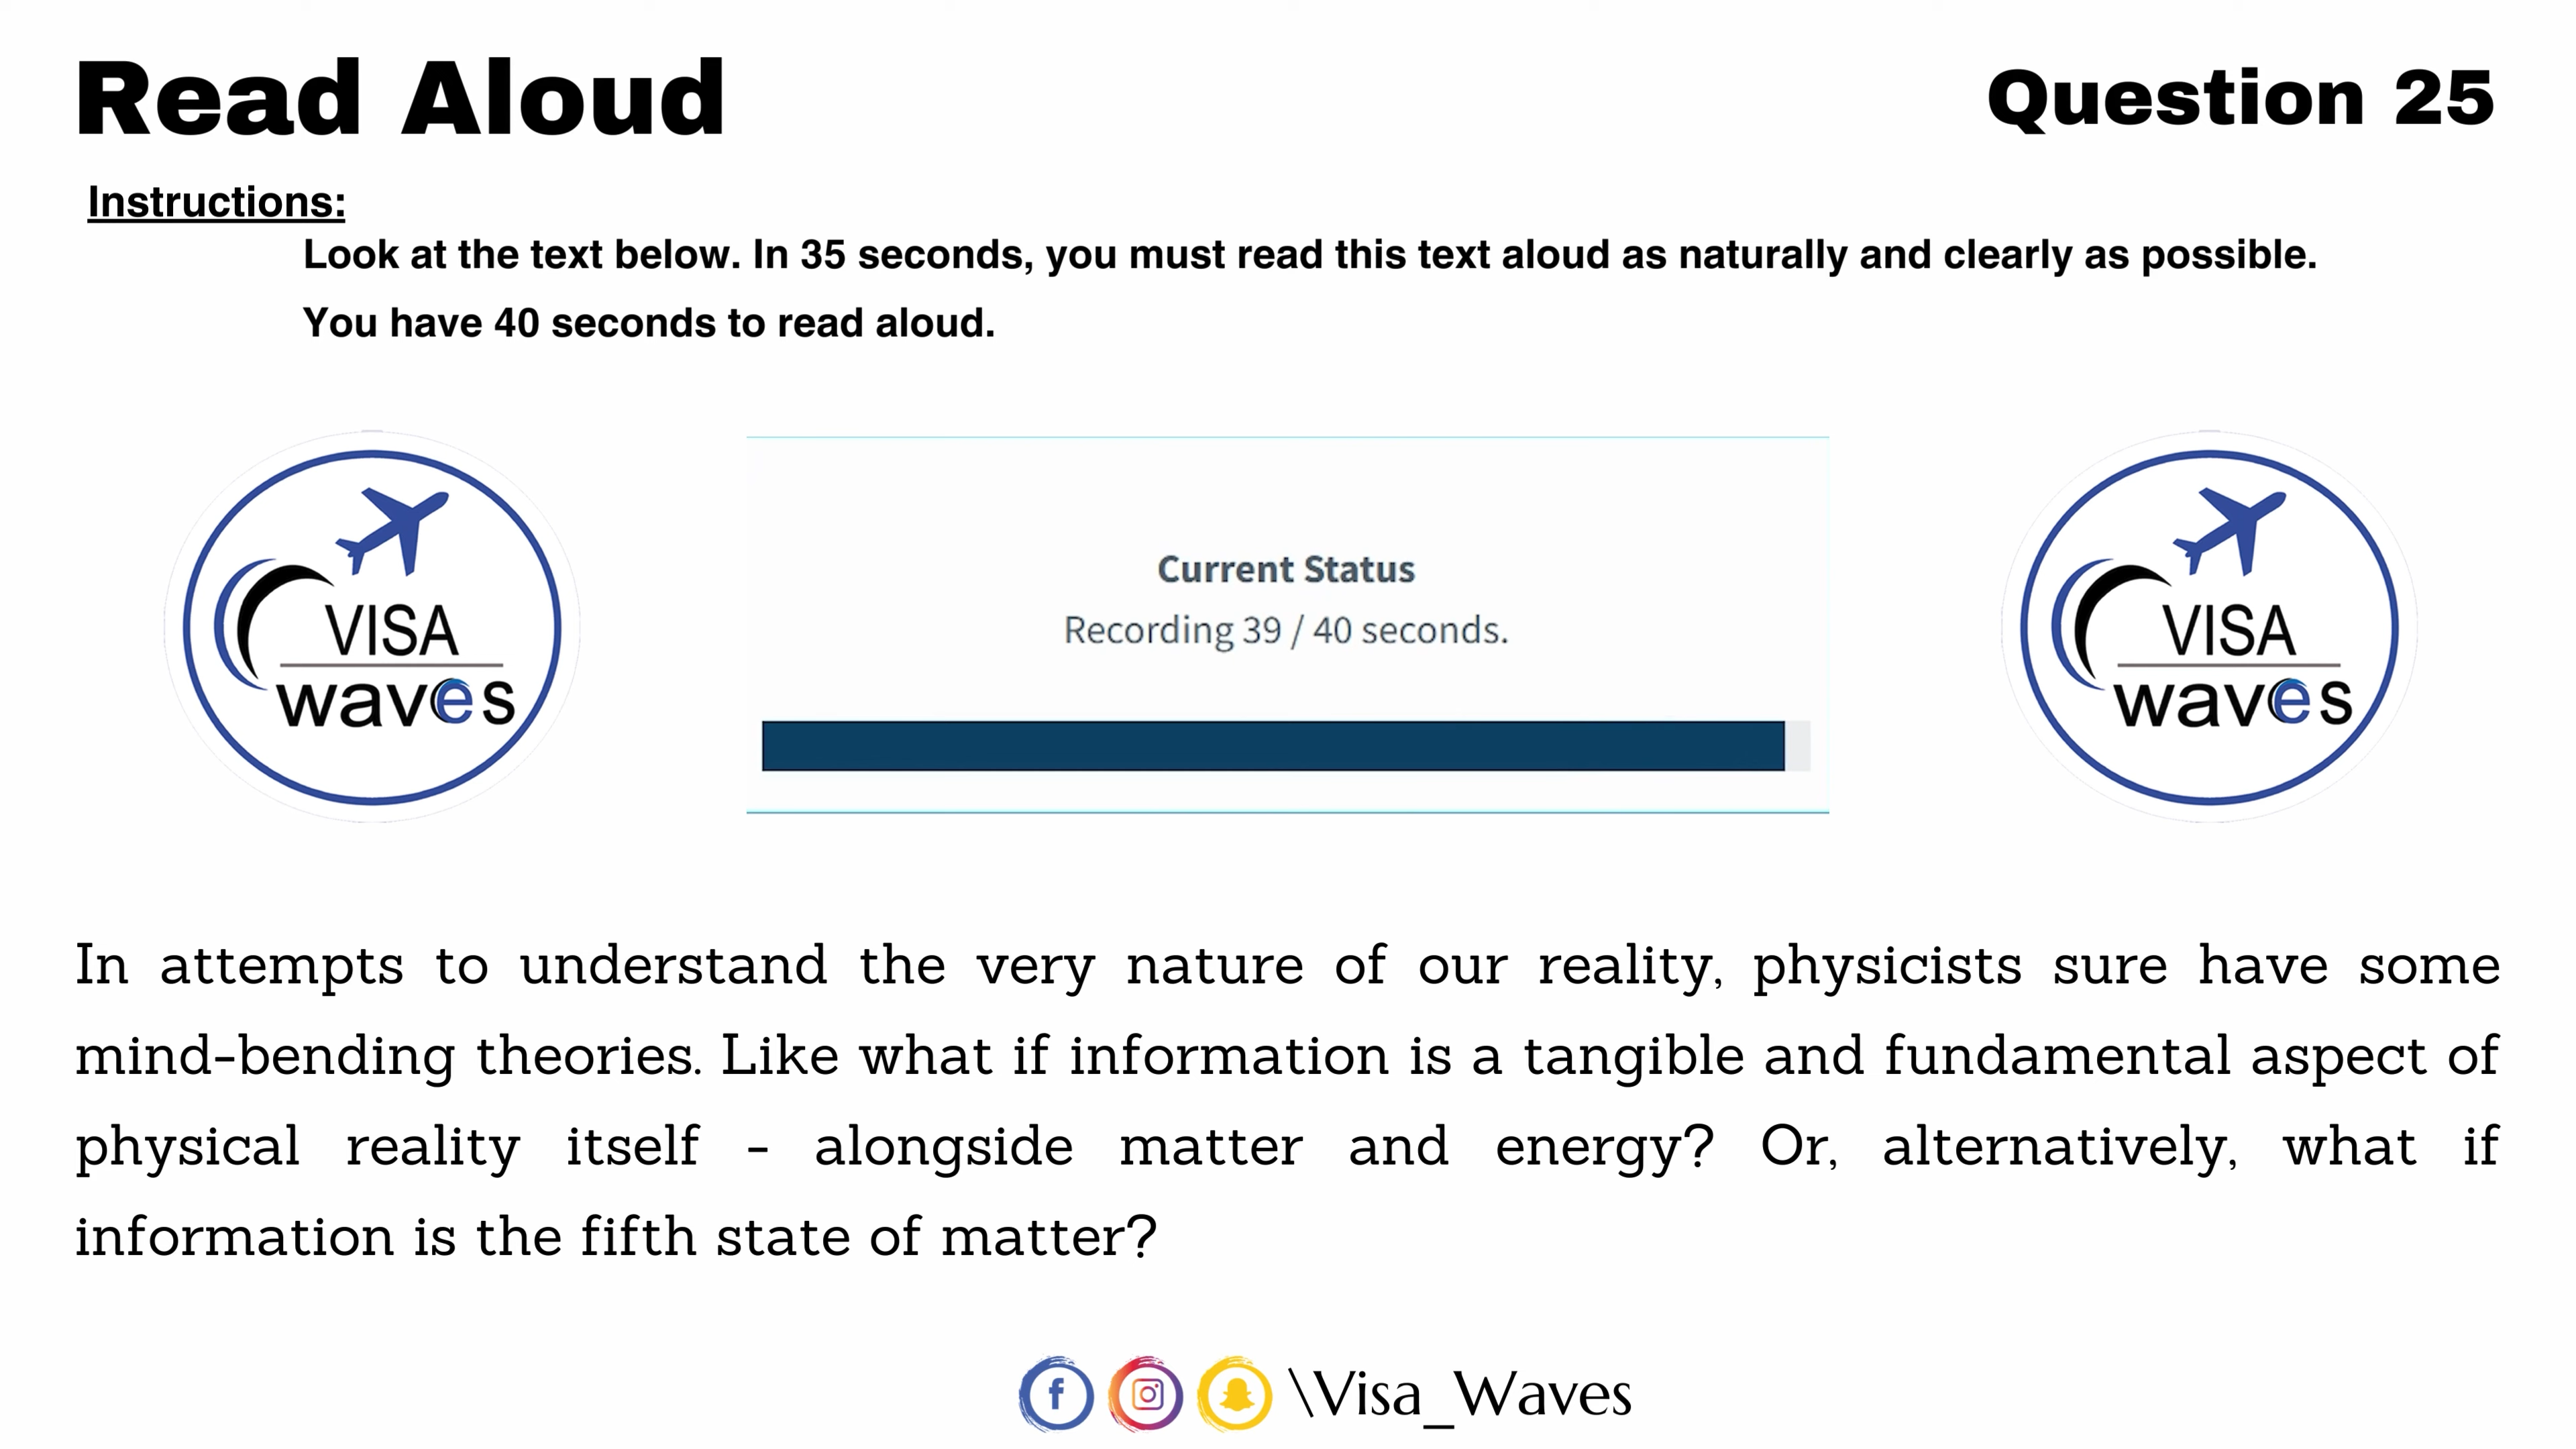 Read Aloud
Question 25
Instructions:
Look at the text below. In 35 seconds, you must read this text aloud as naturally and clearly as possible.
You have 40 seconds to read aloud.
VISA
waves
Current Status
Recording 39 / 40 seconds.
VISA
waves
In attempts to understand the very nature of our reality, physicists sure have some
mind-bending theories. Like what if information is a tangible and fundamental aspect of
physical reality itself - alongside matter and energy? Or, alternatively, what if
information is the fifth state of matter?
\Visa_Waves